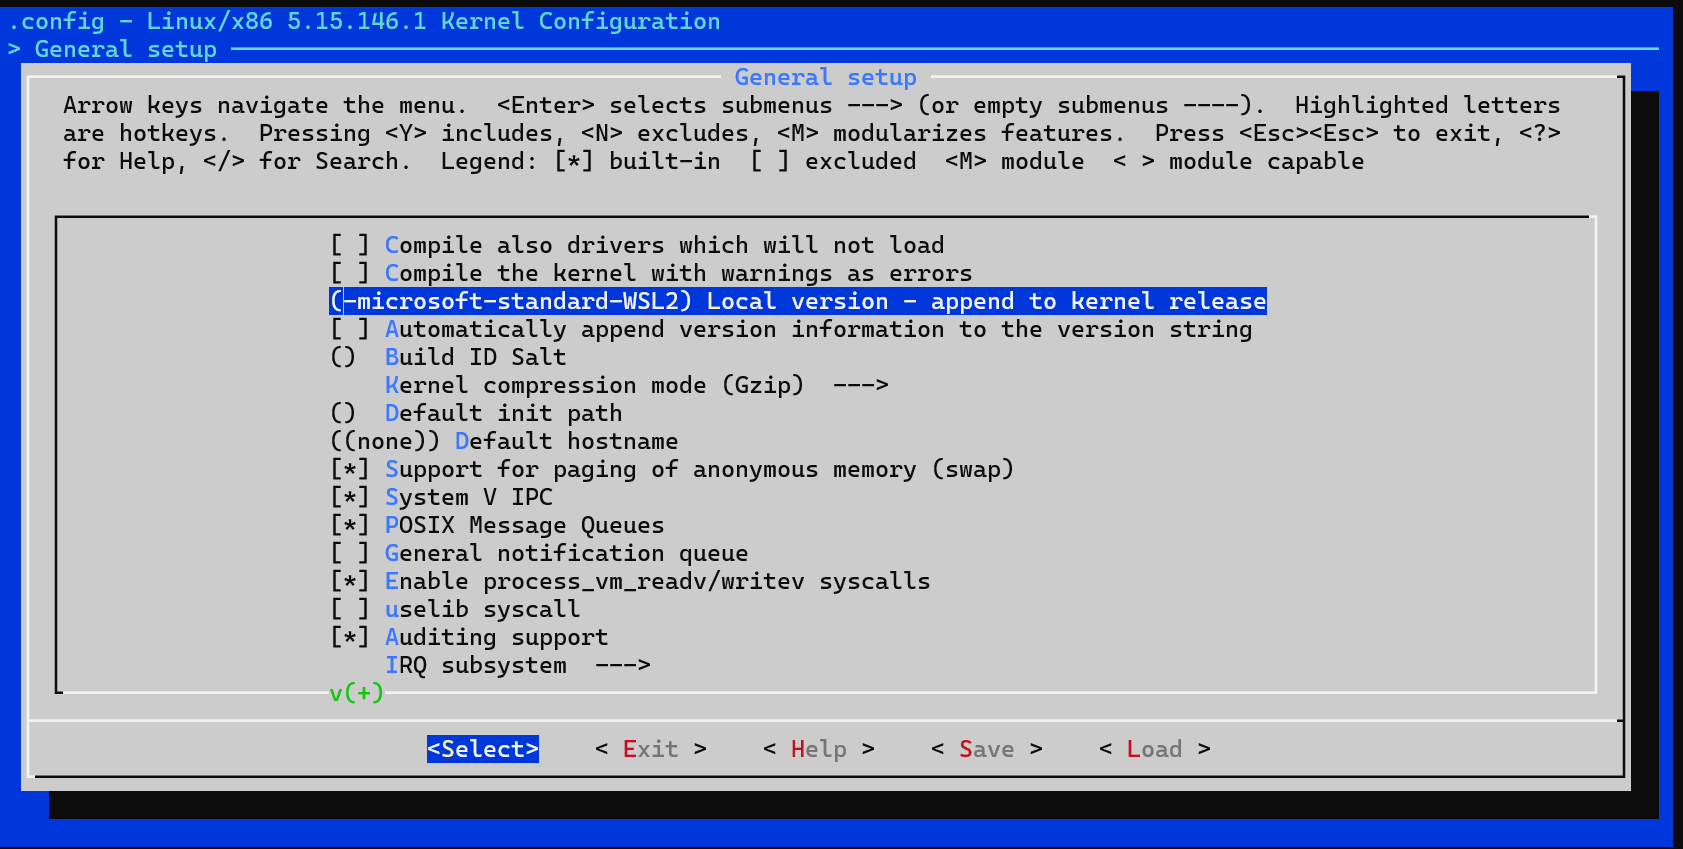 .config - Linux/x86 5.15.146.1 Kernel Configuration
> General setup
General setup
Arrow keys navigate the menu.  <Enter> selects submenus ---> (or empty submenus ----).  Highlighted letters
are hotkeys.  Pressing <Y> includes, <N> excludes, <M> modularizes features.  Press <Esc><Esc> to exit, <?>
for Help, </> for Search.  Legend: [*] built-in  [ ] excluded  <M> module  < > module capable
[ ] Compile also drivers which will not load
[ ] Compile the kernel with warnings as errors
(-microsoft-standard-WSL2) Local version - append to kernel release
[ ] Automatically append version information to the version string
()  Build ID Salt
Kernel compression mode (Gzip)  --->
()  Default init path
((none)) Default hostname
[*] Support for paging of anonymous memory (swap)
[*] System V IPC
[*] POSIX Message Queues
[ ] General notification queue
[*] Enable process_vm_readv/writev syscalls
[ ] uselib syscall
[*] Auditing support
IRQ subsystem  --->
v(+)
<Select>    < Exit >    < Help >    < Save >    < Load >